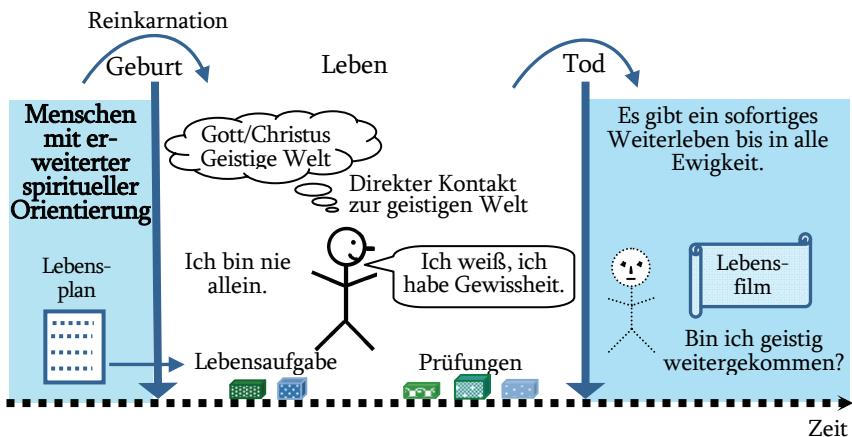 Reinkarnation
Geburt
Leben
Tod
Menschen
mit er-
weiterter
spiritueller
Orientierung
Gott/Christus
Geistige Welt
Direkter Kontakt
zur geistigen Welt
Es gibt ein sofortiges
Weiterleben bis in alle
Ewigkeit.
Lebens-
plan
Ich bin nie
allein.
Ich weiß, ich
habe Gewissheit.
Lebens-
film
Bin ich geistig
weitergekommen?
Lebensaufgabe
Prüfungen
Zeit